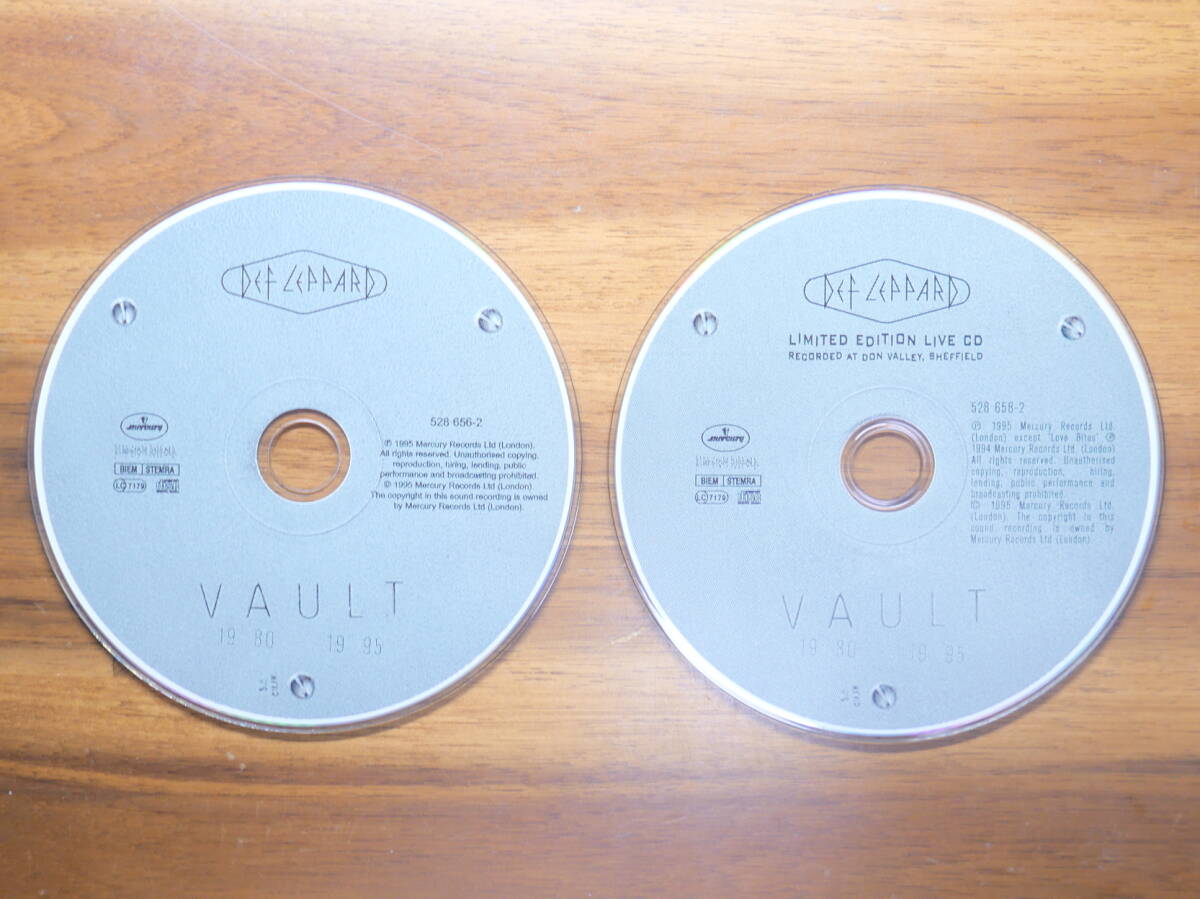 DEF LEPPARD
528 656-2
mercury
℗ 1995 Mercury Records Ltd (London).
All rights reserved. Unauthorised copying,
reproduction, hiring, lending, public
performance and broadcasting prohibited.
© 1995 Mercury Records Ltd (London).
The copyright in this sound recording is owned
by Mercury Records Ltd (London).
BIEM STEMRA
LC 7179
VAULT
19 80 19 95
DEF LEPPARD
LIMITED EDITION LIVE CD
RECORDED AT DON VALLEY, SHEFFIELD
528 658-2
mercury
℗ 1995 Mercury Records Ltd.
(London) except 'Love Bites' ℗
1994 Mercury Records Ltd. (London)
All rights reserved. Unauthorised
copying, reproduction, hiring,
lending, public performance and
broadcasting prohibited.
© 1995 Mercury Records Ltd.
(London). The copyright in this
sound recording is owned by
Mercury Records Ltd (London).
BIEM STEMRA
LC 7179
VAULT
19 80 19 95